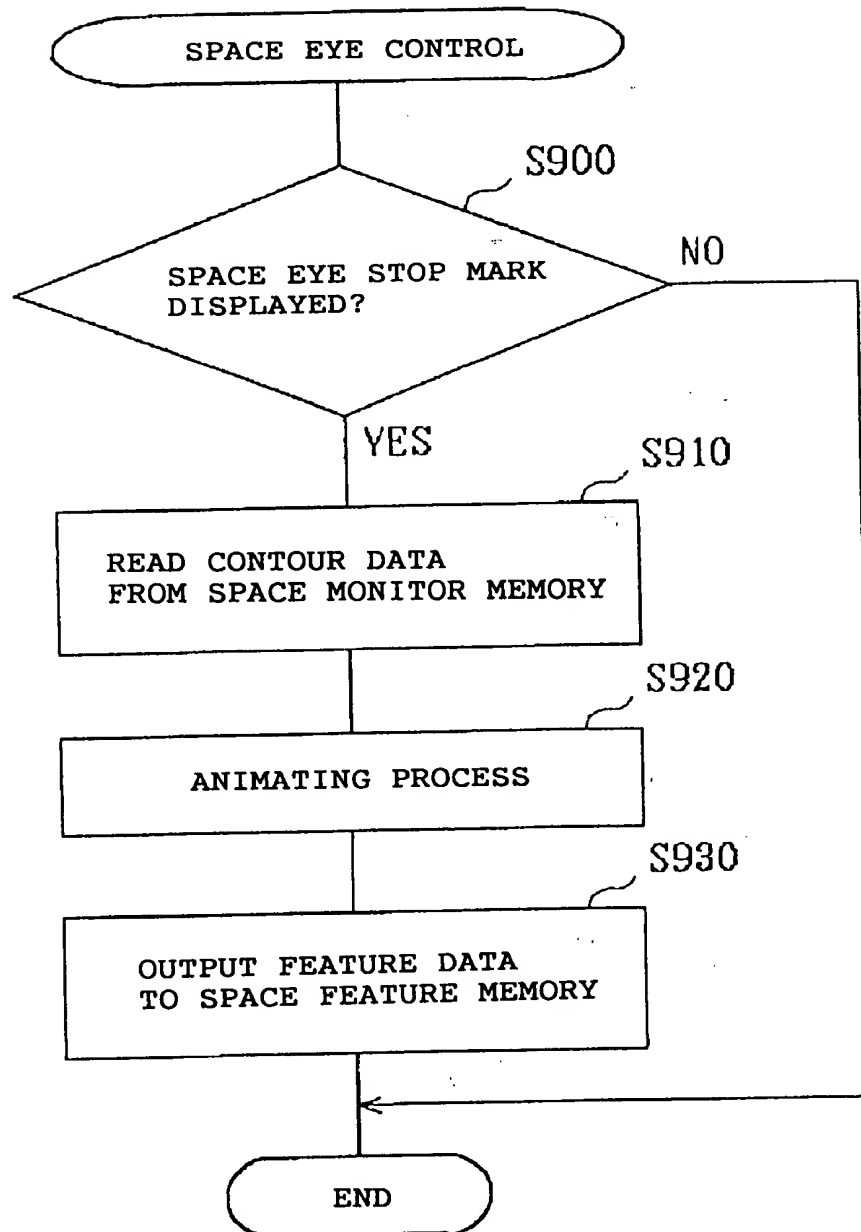 SPACE EYE CONTROL
S900
SPACE EYE STOP MARK
DISPLAYED?
NO
YES
S910
READ CONTOUR DATA
FROM SPACE MONITOR MEMORY
S920
ANIMATING PROCESS
S930
OUTPUT FEATURE DATA
TO SPACE FEATURE MEMORY
END